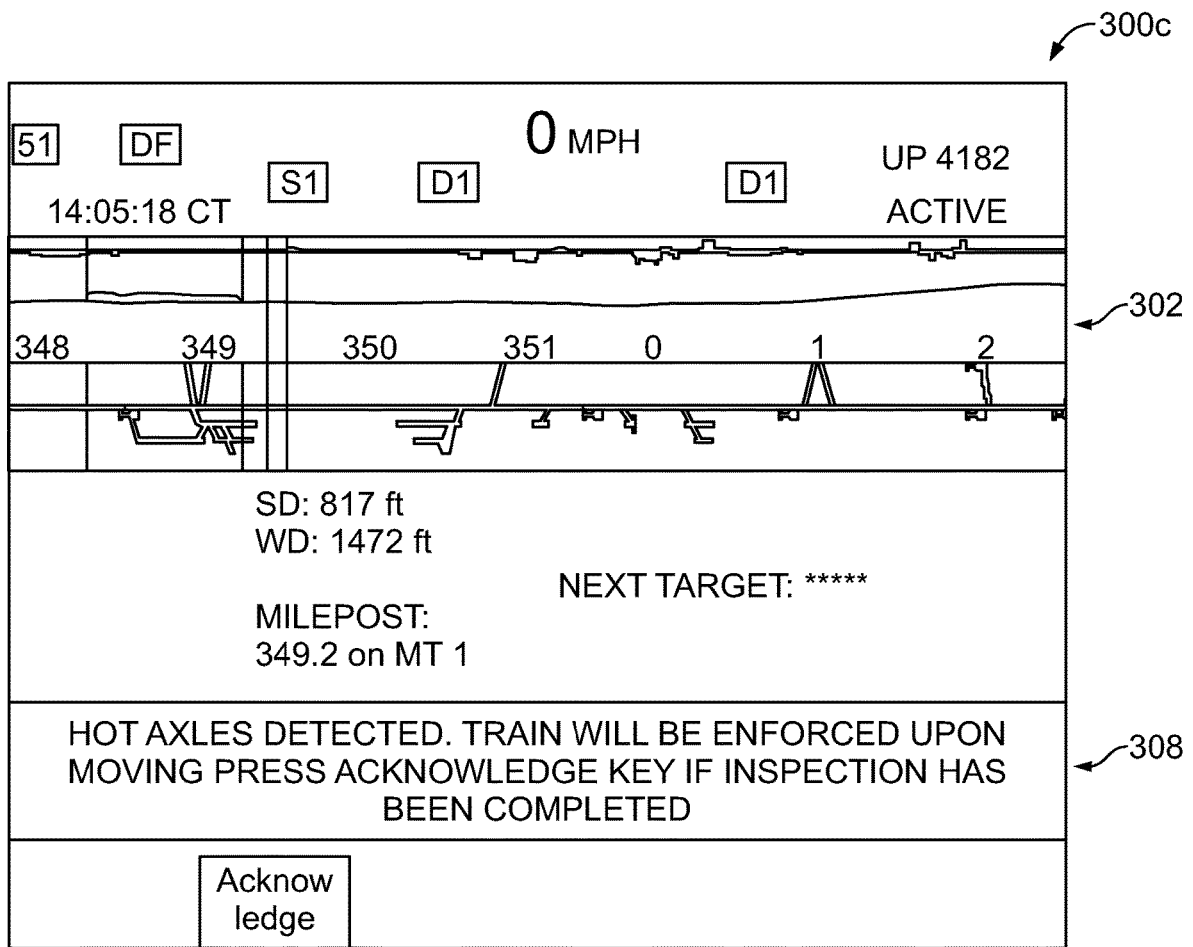 300c
0 MPH
51 DF
UP 4182
S1 D1 D1
14:05:18 CT ACTIVE
302
348 349 350 351 0 1 2
SD: 817 ft
WD: 1472 ft
NEXT TARGET: *****
MILEPOST:
349.2 on MT 1
HOT AXLES DETECTED. TRAIN WILL BE ENFORCED UPON
MOVING PRESS ACKNOWLEDGE KEY IF INSPECTION HAS
BEEN COMPLETED
308
Acknow
ledge